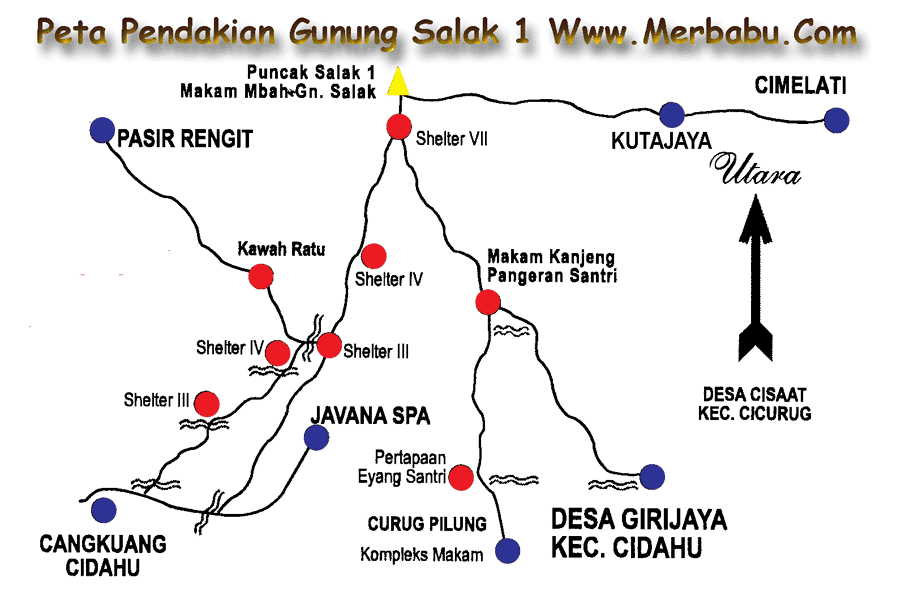 Peta Pendakian Gunung Salak 1 Www.Merbabu.Com
Puncak Salak 1
Makam Mbah Gn. Salak
CIMELATI
PASIR RENGIT
Shelter VII
KUTAJAYA
Utara
Kawah Ratu
Makam Kanjeng
Pangeran Santri
Shelter IV
Shelter IV
Shelter III
Shelter III
DESA CISAAT
KEC. CICURUG
JAVANA SPA
Pertapaan
Eyang Santri
CURUG PILUNG
Kompleks Makam
DESA GIRIJAYA
KEC. CIDAHU
CANGKUANG
CIDAHU